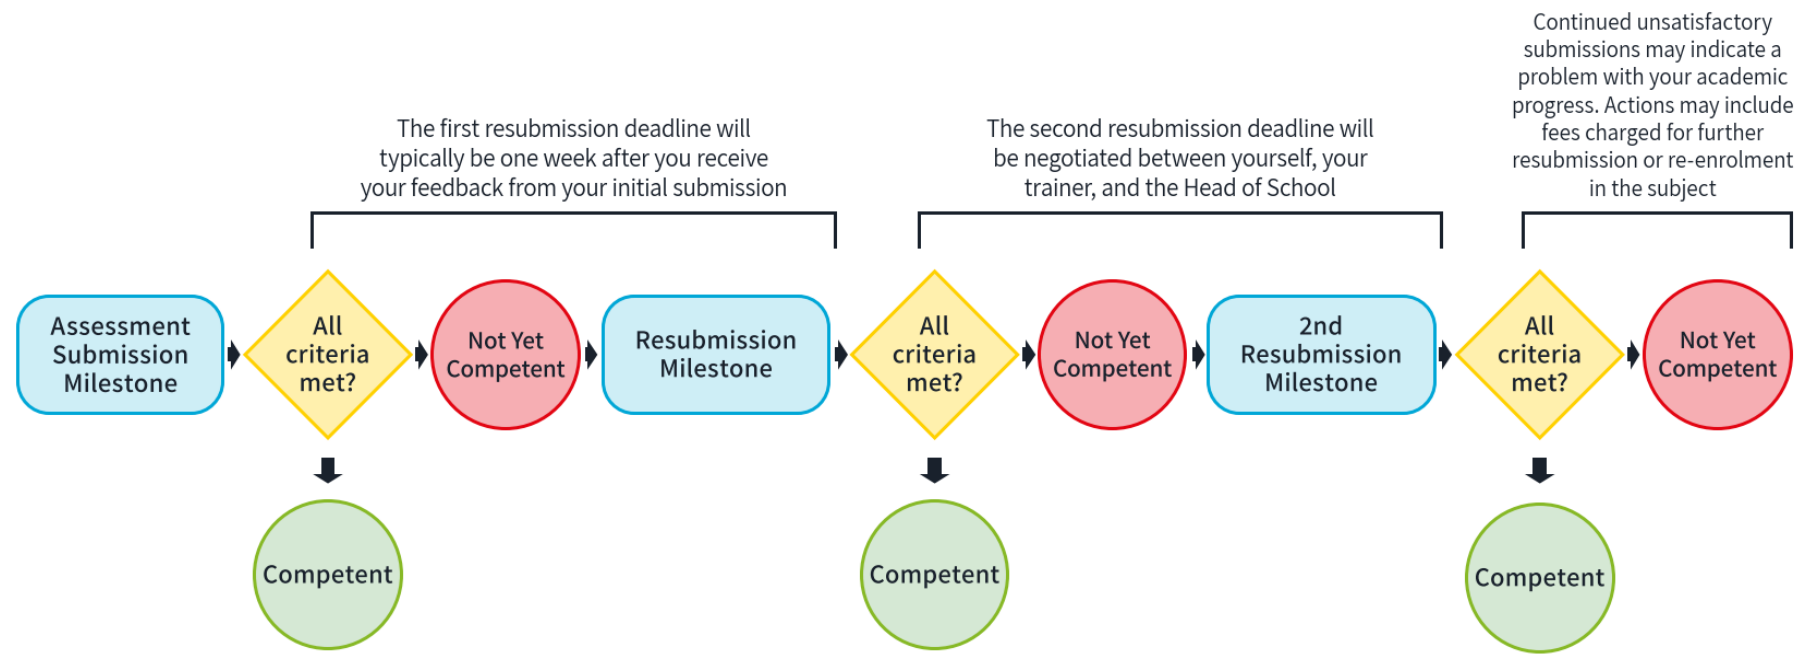 Continued unsatisfactory
submissions may indicate a
problem with your academic
progress. Actions may include
fees charged for further
resubmission or re-enrolment
in the subject
The first resubmission deadline will
typically be one week after you receive
your feedback from your initial submission
The second resubmission deadline will
be negotiated between yourself, your
trainer, and the Head of School
Assessment
Submission
Milestone
All
criteria
met?
Not Yet
Competent
Resubmission
Milestone
All
criteria
met?
Not Yet
Competent
2nd
Resubmission
Milestone
All
criteria
met?
Not Yet
Competent
Competent
Competent
Competent